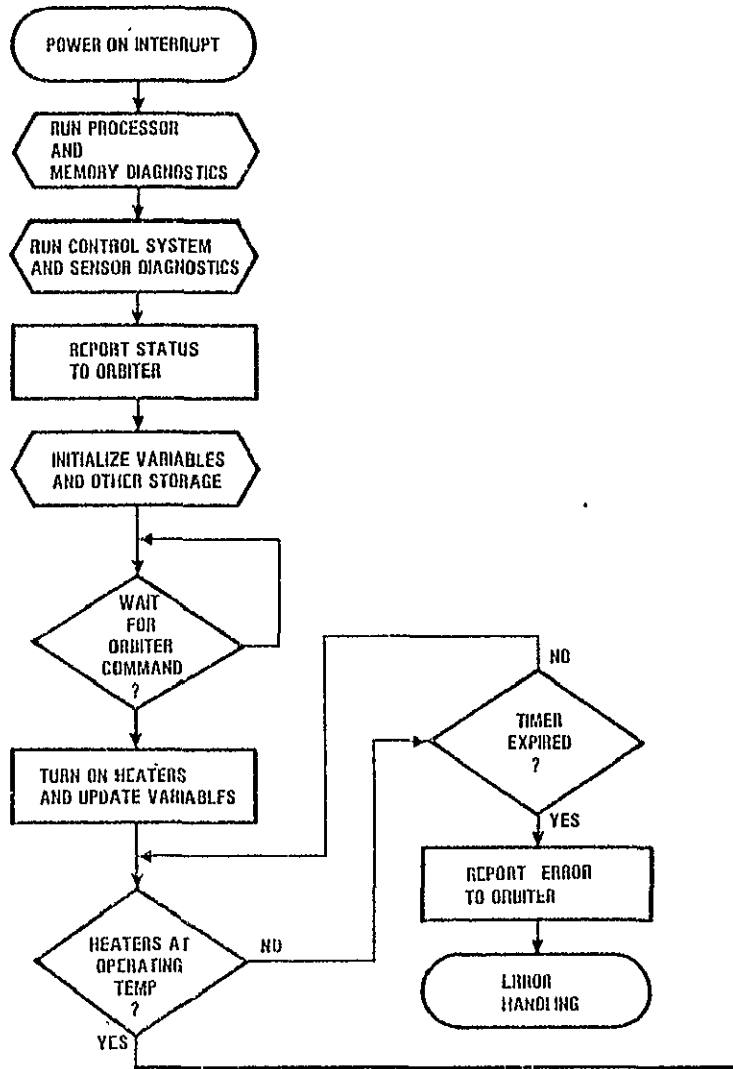 POWER ON INTERRUPT
RUN PROCESSOR
AND
MEMORY DIAGNOSTICS
RUN CONTROL SYSTEM
AND SENSOR DIAGNOSTICS
REPORT STATUS
TO ORBITER
INITIALIZE VARIABLES
AND OTHER STORAGE
WAIT
FOR
ORBITER
COMMAND
?
TURN ON HEATERS
AND UPDATE VARIABLES
HEATERS AT
OPERATING
TEMP
?
NO
YES
NO
TIMER
EXPIRED
?
YES
REPORT ERROR
TO ORBITER
ERROR
HANDLING